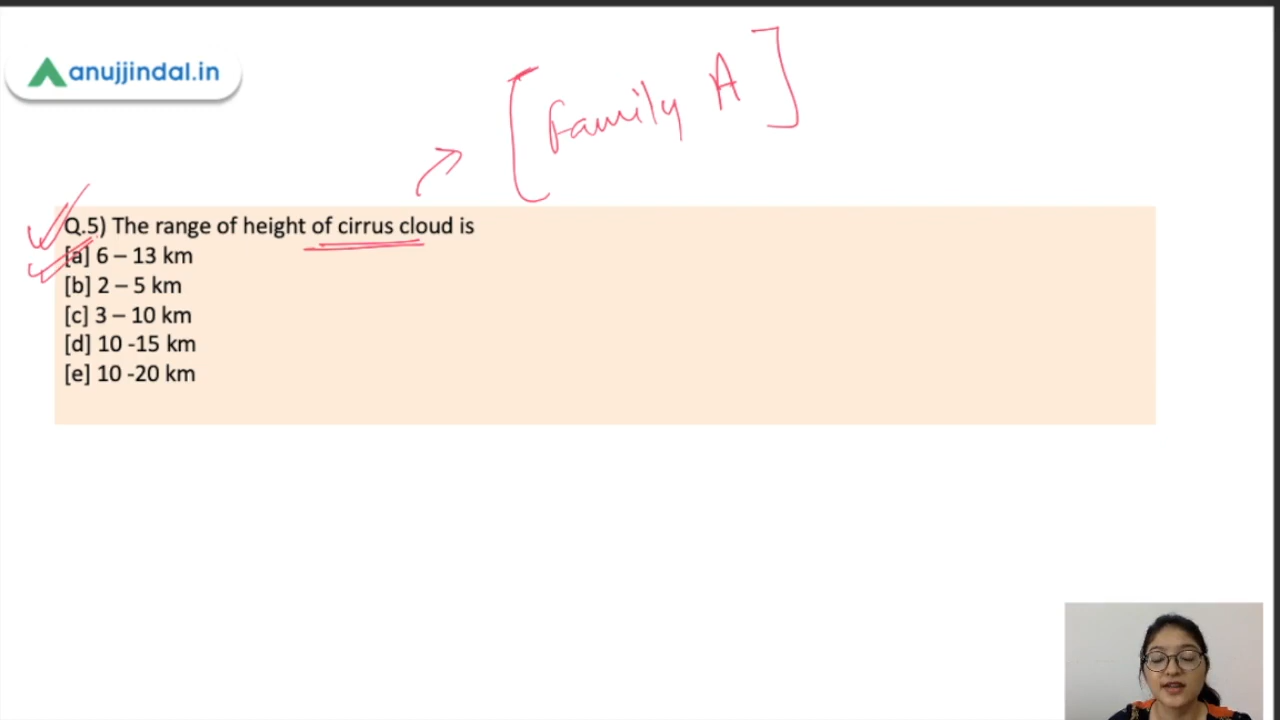 anujjindal.in
[Family A]
Q.5) The range of height of cirrus cloud is
[a] 6 – 13 km
[b] 2 – 5 km
[c] 3 – 10 km
[d] 10 -15 km
[e] 10 -20 km